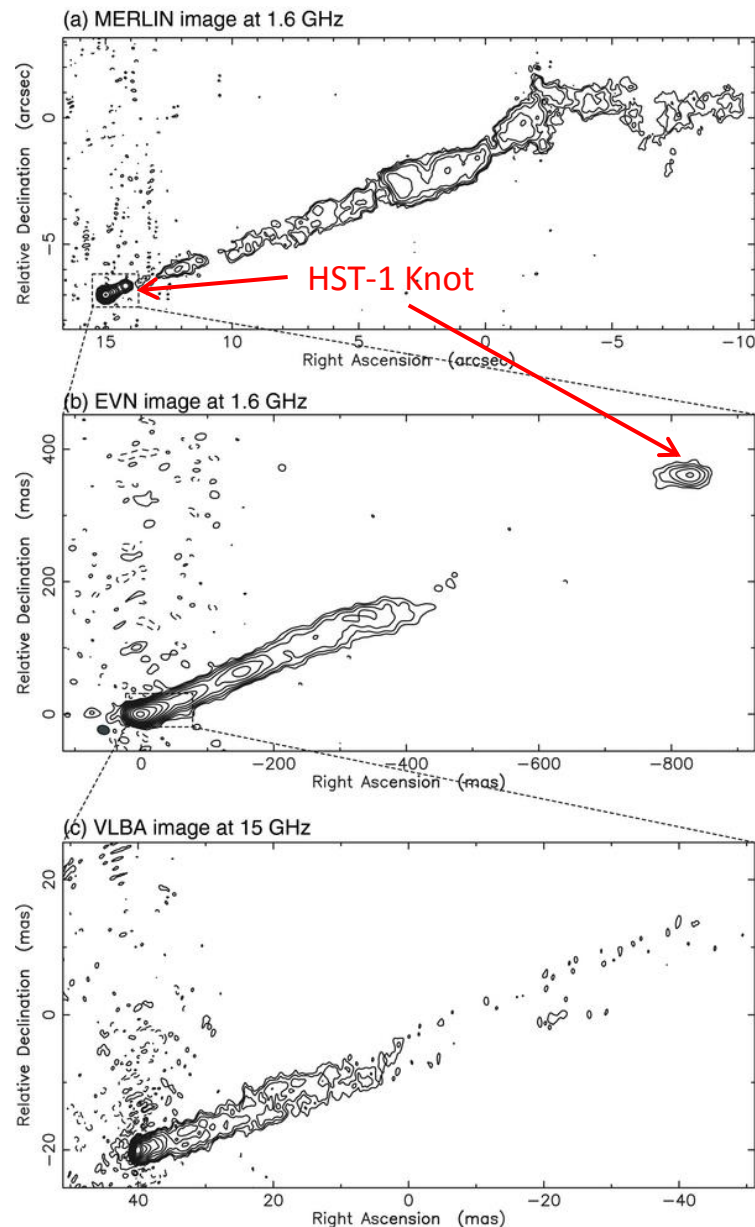 (a) MERLIN image at 1.6 GHz
Relative Declination (arcsec)
0
−5
HST-1 Knot
15 10 5 0 −5 −10
Right Ascension (arcsec)
(b) EVN image at 1.6 GHz
Relative Declination (mas)
400
200
0
0 −200 −400 −600 −800
Right Ascension (mas)
(c) VLBA image at 15 GHz
Relative Declination (mas)
20
0
−20
40 20 0 −20 −40
Right Ascension (mas)